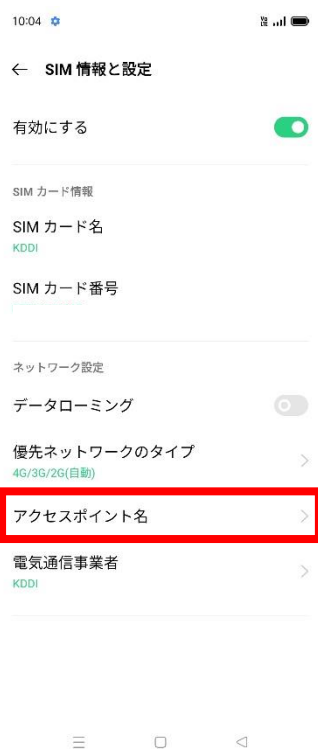 10:04
Vo LTE
SIM 情報と設定
有効にする
SIM カード情報
SIM カード名
KDDI
SIM カード番号
ネットワーク設定
データローミング
優先ネットワークのタイプ
4G/3G/2G(自動)
アクセスポイント名
電気通信事業者
KDDI